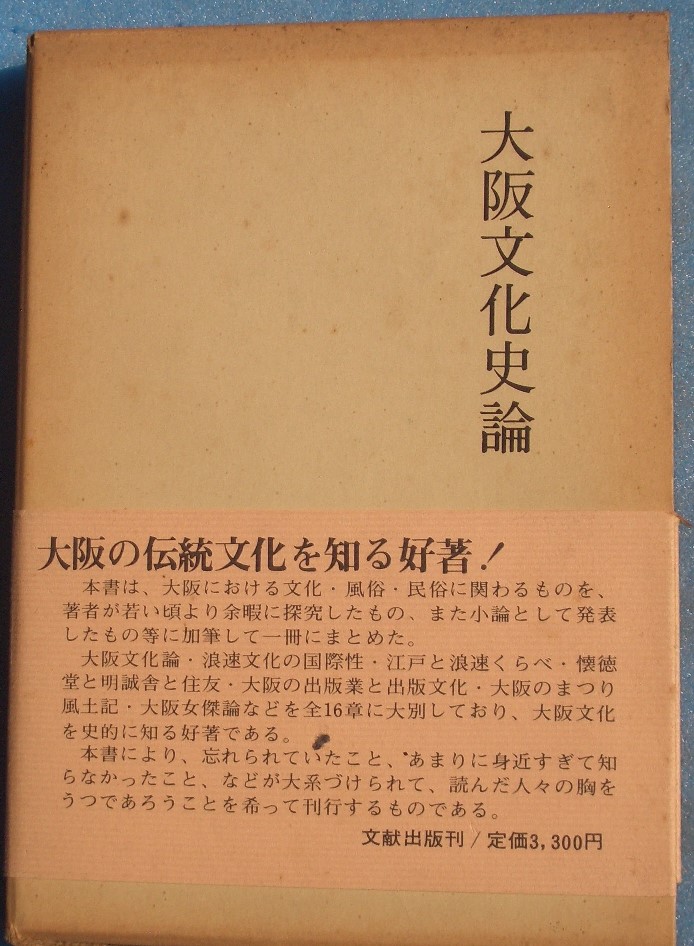 大阪文化史論
大阪の伝統文化を知る好著!
本書は、大阪における文化・風俗・民俗に関わるものを、
著者が若い頃より余暇に探究したもの、また小論として発表
したもの等に加筆して一冊にまとめた。
大阪文化論・浪速文化の国際性・江戸と浪速くらべ・懐徳
堂と明誠舎と住友・大阪の出版業と出版文化・大阪のまつり
風土記・大阪女傑論などを全16章に大別しており、大阪文化
を史的に知る好著である。
本書により、忘れられていたこと、あまりに身近すぎて知
らなかったこと、などが大系づけられて、読んだ人々の胸を
うつであろうことを希って刊行するものである。
文献出版刊/定価3,300円